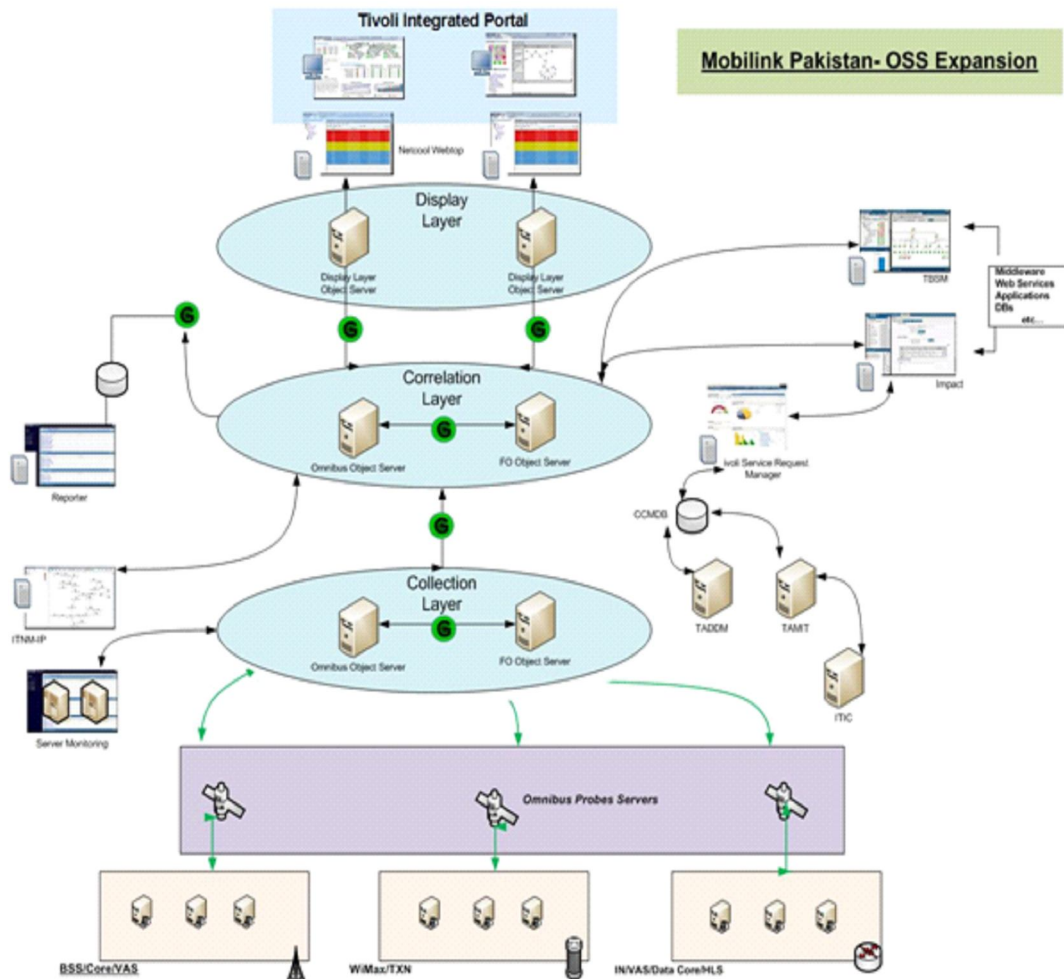 Tivoli Integrated Portal
Mobilink Pakistan- OSS Expansion
Netcool Webtop
Display
Layer
Display Layer
Object Server
Display Layer
Object Server
TBSM
Middleware
Web Services
Applications
DBs
etc...
G
G
G
Correlation
Layer
Impact
G
Omnibus Object Server
FO Object Server
ivoli Service Request
Manager
Reporter
CCMDB
G
Collection
Layer
G
Omnibus Object Server
FO Object Server
ITNM-IP
TADDM
TAMIT
ITIC
Server Monitoring
Omnibus Probes Servers
BSS/Core/VAS
WiMax/TXN
IN/VAS/Data Core/HLS